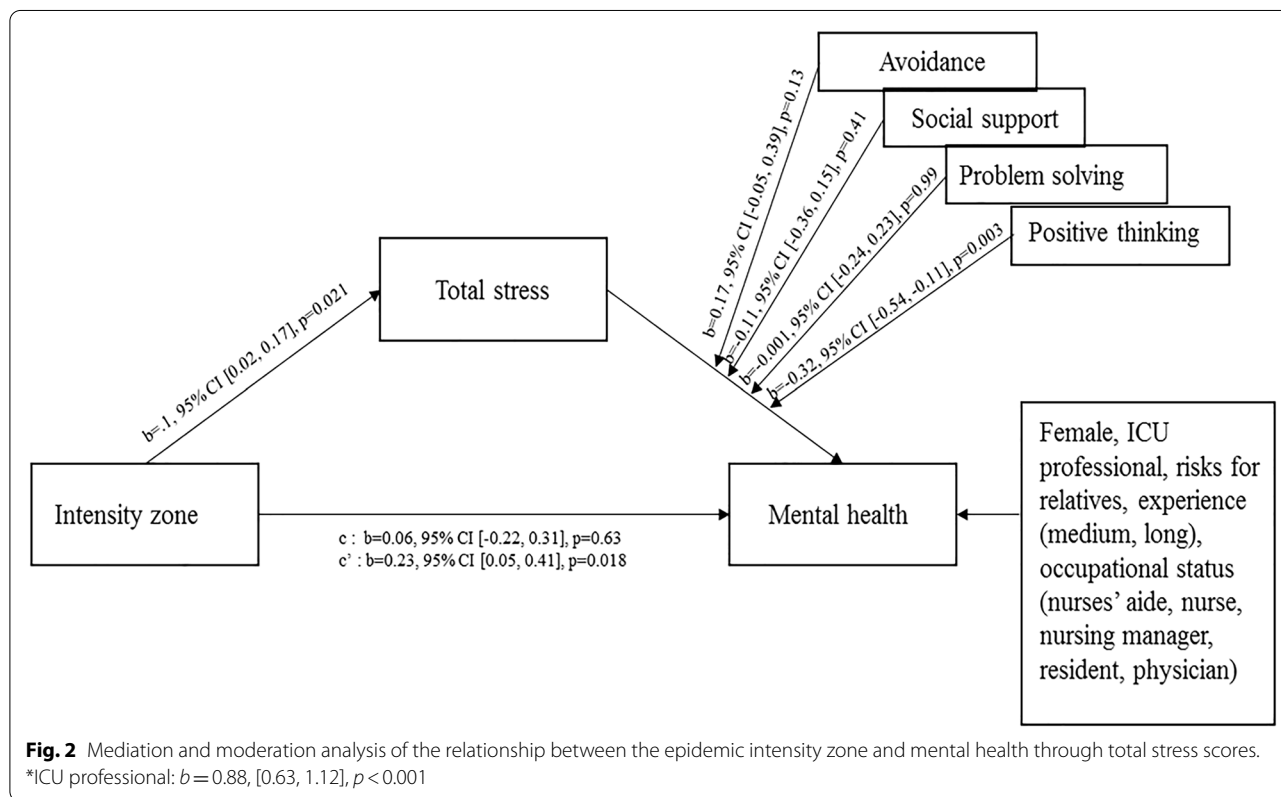 Avoidance
Social support
Problem solving
Positive thinking
b=0.17, 95% CI [-0.05, 0.39], p=0.13
b=-0.11, 95% CI [-0.36, 0.15], p=0.41
b=-0.001, 95% CI [-0.24, 0.23], p=0.99
b=-0.32, 95% CI [-0.54, -0.11], p=0.003
Total stress
b=.1, 95% CI [0.02, 0.17], p=0.021
Intensity zone
c : b=0.06, 95% CI [-0.22, 0.31], p=0.63
c' : b=0.23, 95% CI [0.05, 0.41], p=0.018
Mental health
Female, ICU
professional, risks for
relatives, experience
(medium, long),
occupational status
(nurses' aide, nurse,
nursing manager,
resident, physician)
Fig. 2 Mediation and moderation analysis of the relationship between the epidemic intensity zone and mental health through total stress scores.
*ICU professional: b = 0.88, [0.63, 1.12], p < 0.001